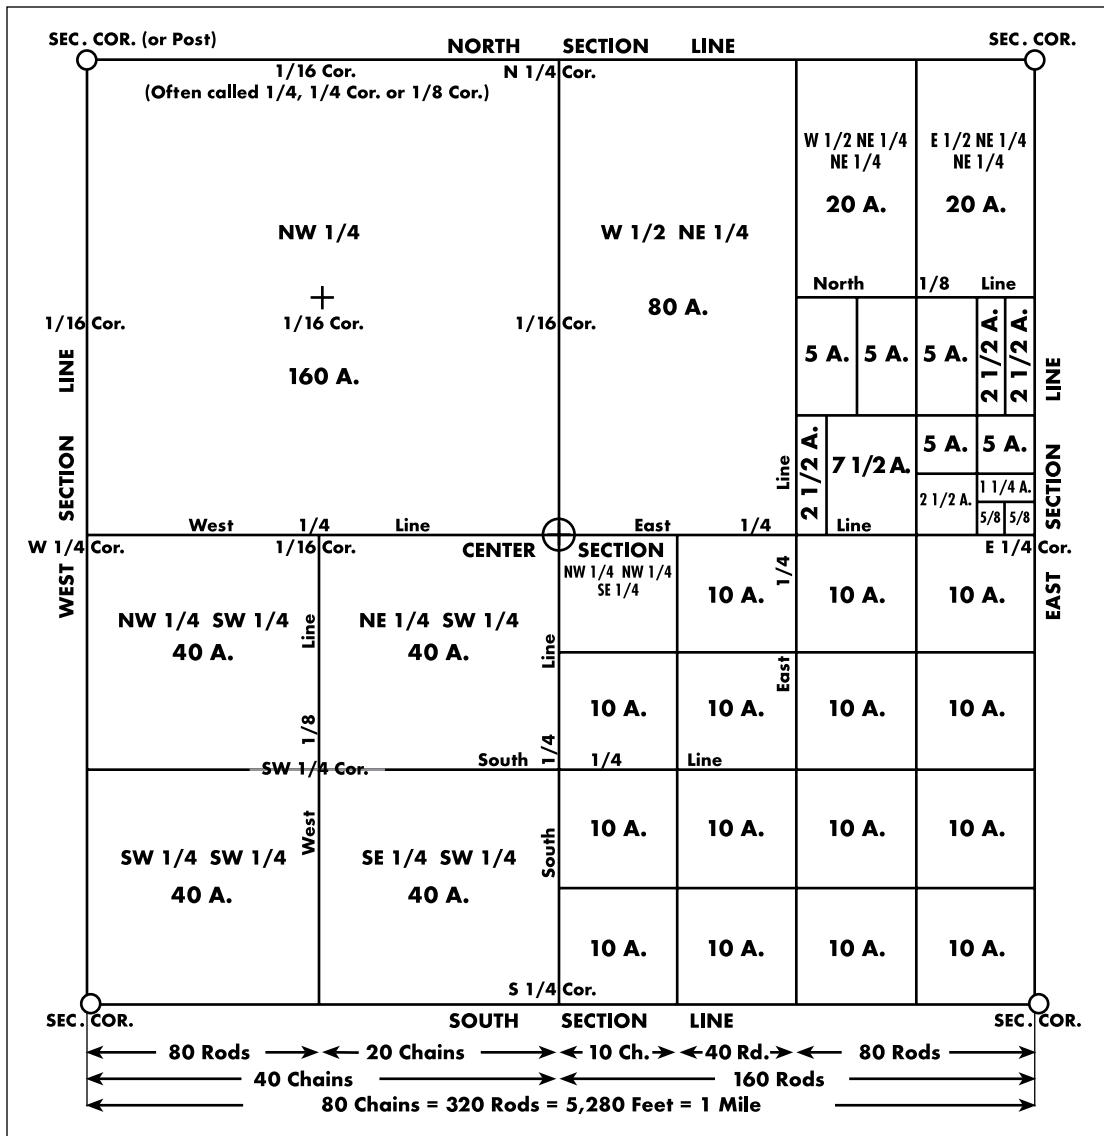 SEC. COR. (or Post)
NORTH SECTION LINE
SEC. COR.
1/16 Cor.
N 1/4 Cor.
(Often called 1/4, 1/4 Cor. or 1/8 Cor.)
W 1/2 NE 1/4
NE 1/4
20 A.
E 1/2 NE 1/4
NE 1/4
20 A.
NW 1/4
W 1/2 NE 1/4
80 A.
North 1/8 Line
1/16 Cor.
1/16 Cor.
1/16 Cor.
160 A.
5 A.
5 A.
5 A.
2 1/2 A.
2 1/2 A.
2 1/2 A.
7 1/2 A.
5 A.
5 A.
2 1/2 A.
1 1/4 A.
5/8
5/8
WEST SECTION LINE
EAST SECTION LINE
West 1/4 Line
East 1/4 Line
W 1/4 Cor.
1/16 Cor.
CENTER SECTION
E 1/4 Cor.
NW 1/4 NW 1/4
SE 1/4
East 1/4 Line
10 A.
10 A.
10 A.
NW 1/4 SW 1/4
40 A.
NE 1/4 SW 1/4
40 A.
West 1/8 Line
South 1/4 Line
10 A.
10 A.
10 A.
10 A.
South 1/4 Line
SW 1/4 Cor.
10 A.
10 A.
10 A.
10 A.
SW 1/4 SW 1/4
40 A.
SE 1/4 SW 1/4
40 A.
10 A.
10 A.
10 A.
10 A.
S 1/4 Cor.
SEC. COR.
SOUTH SECTION LINE
SEC. COR.
80 Rods
20 Chains
10 Ch.
40 Rd.
80 Rods
40 Chains
160 Rods
80 Chains = 320 Rods = 5,280 Feet = 1 Mile